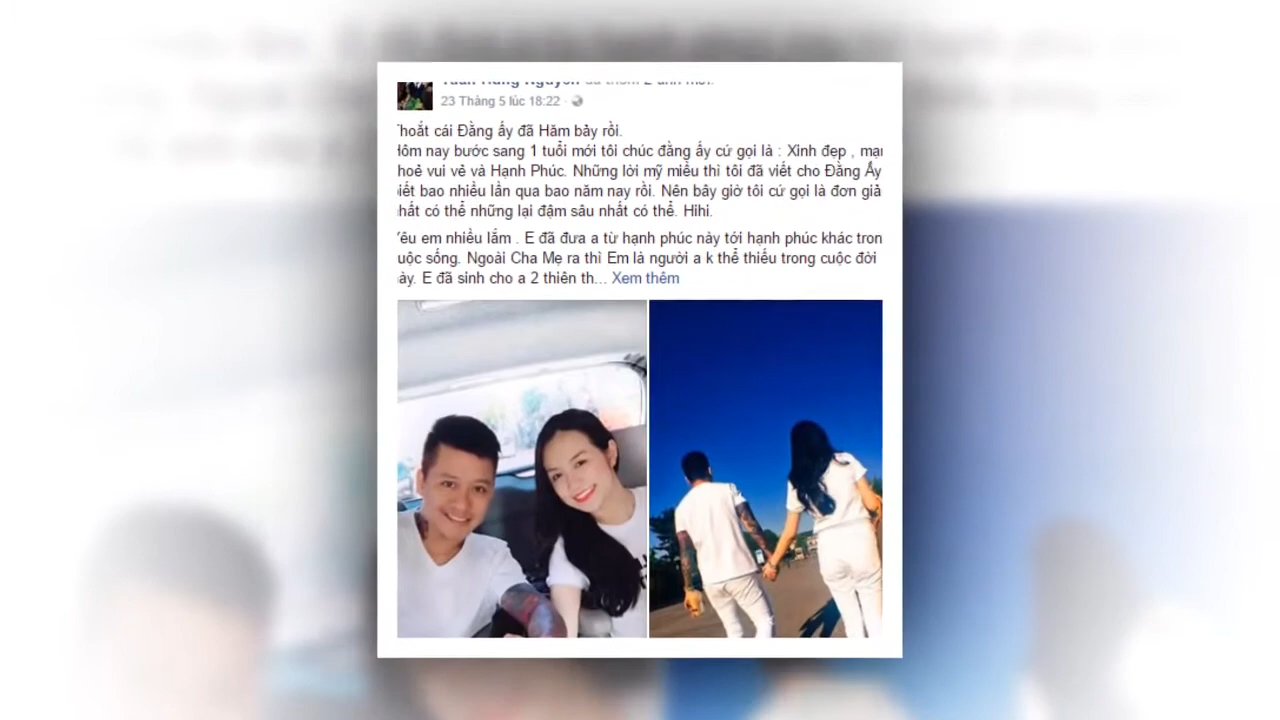 23 Tháng 5 lúc 18:22 ·
hoắt cái Đằng ấy đã Hăm bảy rồi.
Hôm nay bước sang 1 tuổi mới tôi chúc đằng ấy cứ gọi là : Xinh đẹp , mạn
hoẻ vui vẻ và Hạnh Phúc. Những lời mỹ miều thì tôi đã viết cho Đằng Ấy
iết bao nhiêu lần qua bao năm nay rồi. Nên bây giờ tôi cứ gọi là đơn giả
hất có thể những lại đậm sâu nhất có thể. Hihi.
Yêu em nhiều lắm . E đã đưa a từ hạnh phúc này tới hạnh phúc khác tron
uộc sống. Ngoài Cha Mẹ ra thì Em là người a k thể thiếu trong cuộc đời
ày. E đã sinh cho a 2 thiên th... Xem thêm